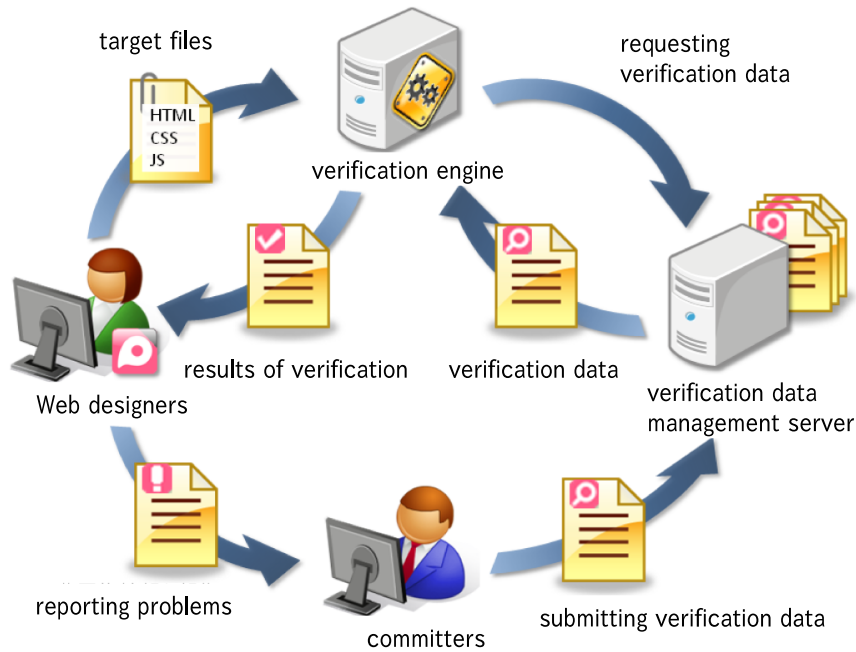 target files
requesting
verification data
HTML
CSS
JS
verification engine
results of verification
verification data
Web designers
verification data
management server
reporting problems
committers
submitting verification data